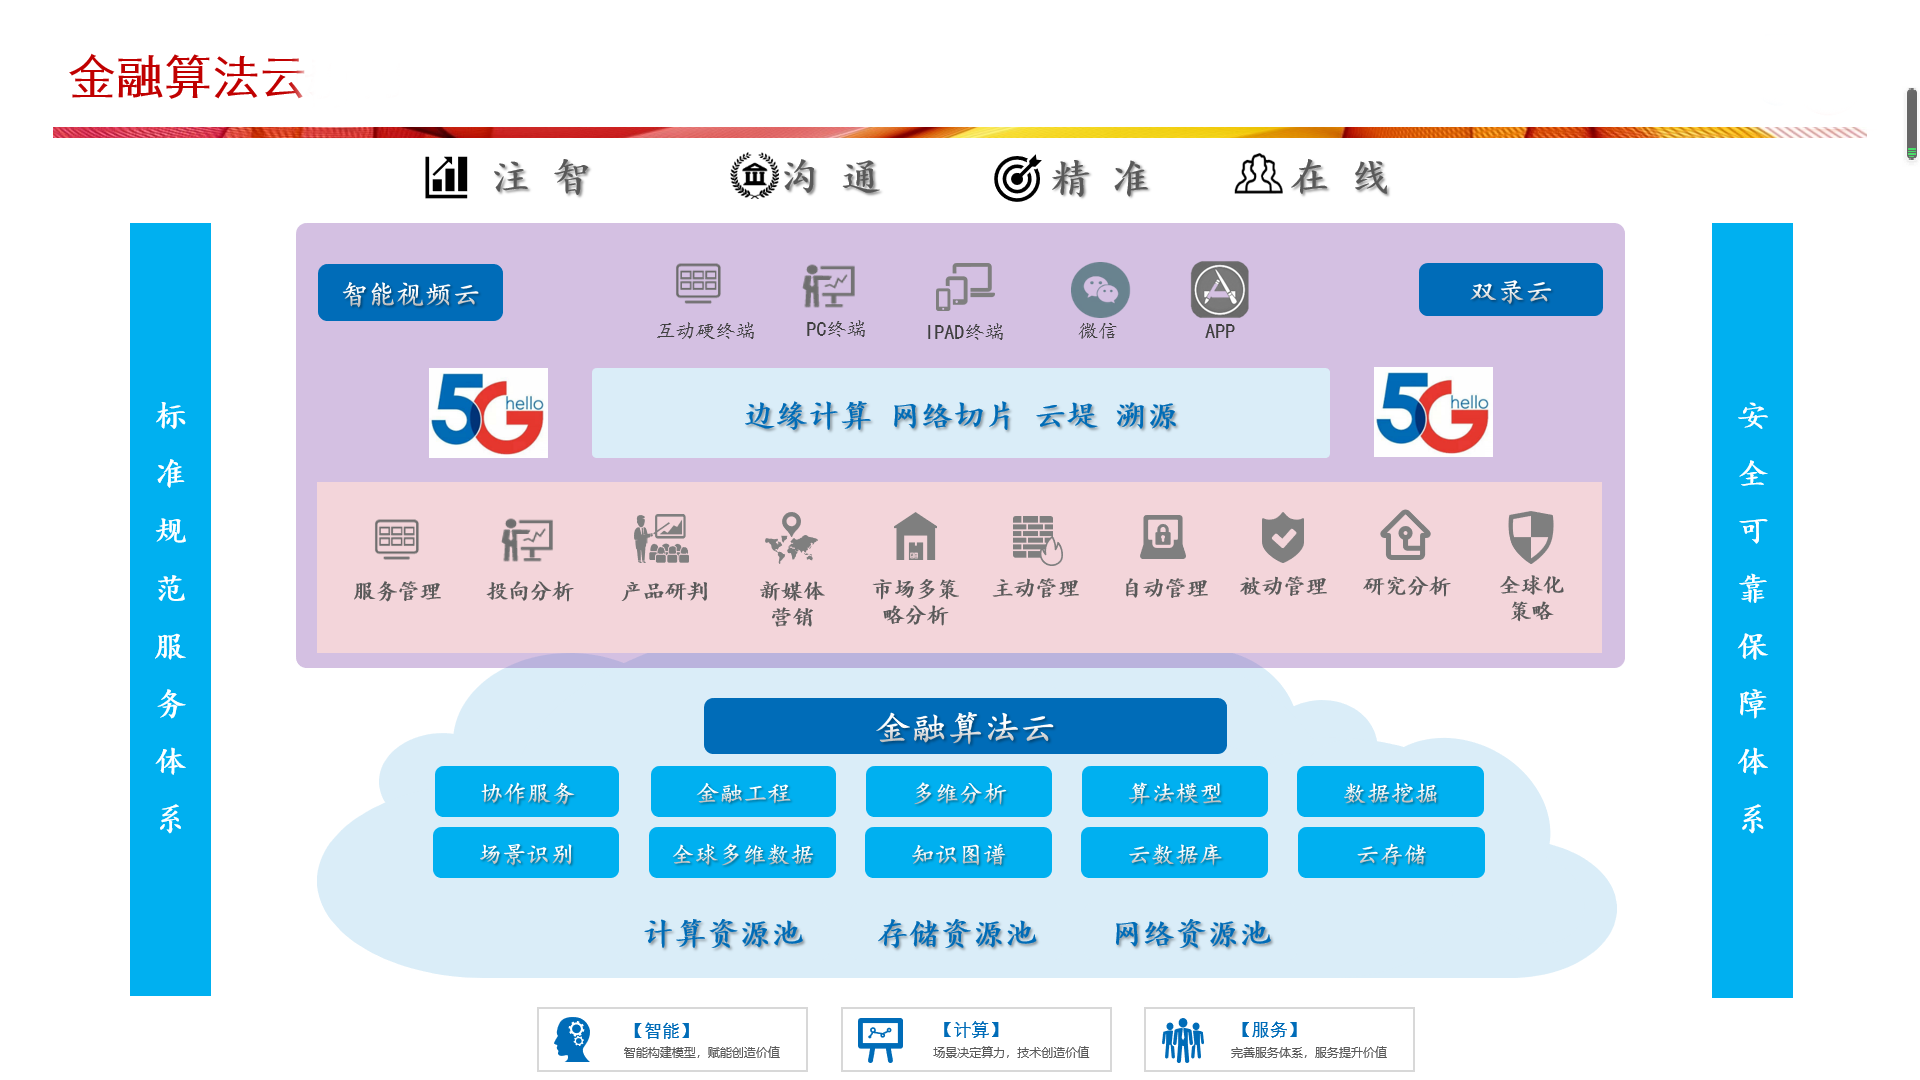 金融算法云
注 智
沟 通
精 准
在 线
标准规范服务体系
智能视频云
互动硬终端
PC终端
IPAD终端
微信
APP
双录云
5G hello
边缘计算 网络切片 云堤 溯源
5G hello
服务管理
投向分析
产品研判
新媒体
营销
市场多策
略分析
主动管理
自动管理
被动管理
研究分析
全球化
策略
安全可靠保障体系
金融算法云
协作服务
金融工程
多维分析
算法模型
数据挖掘
场景识别
全球多维数据
知识图谱
云数据库
云存储
计算资源池
存储资源池
网络资源池
【智能】
智能构建模型，赋能创造价值
【计算】
场景决定算力，技术创造价值
【服务】
完善服务体系，服务提升价值